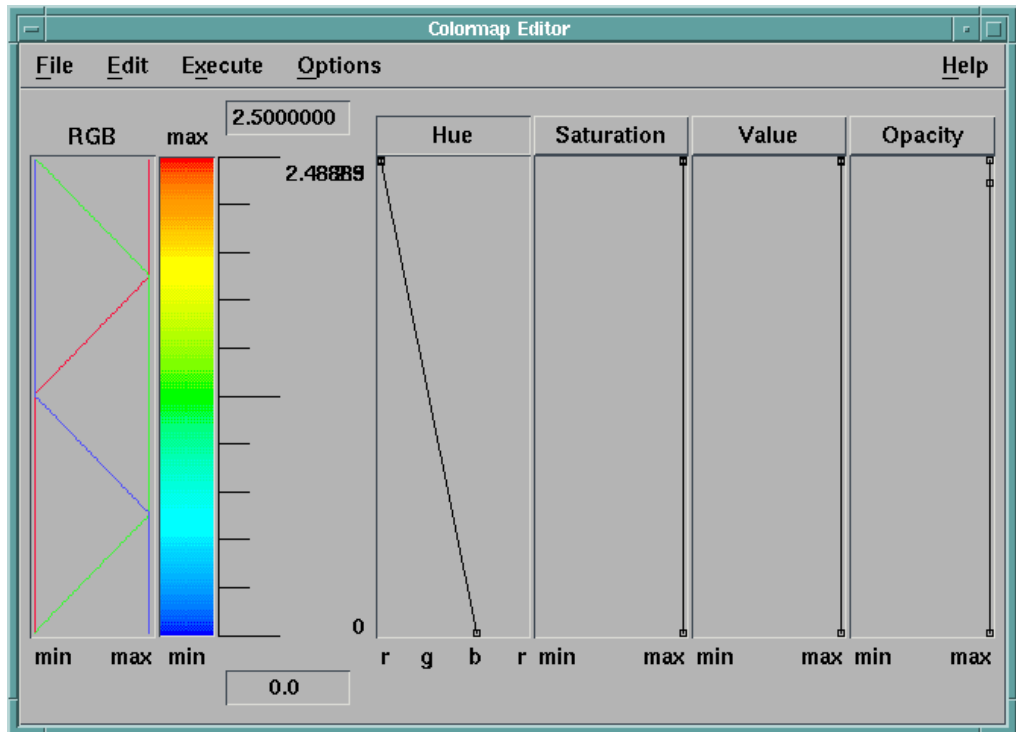 Colormap Editor
File Edit Execute Options Help
2.5000000
RGB max Hue Saturation Value Opacity
0
min max min r g b r min max min max min max
0.0